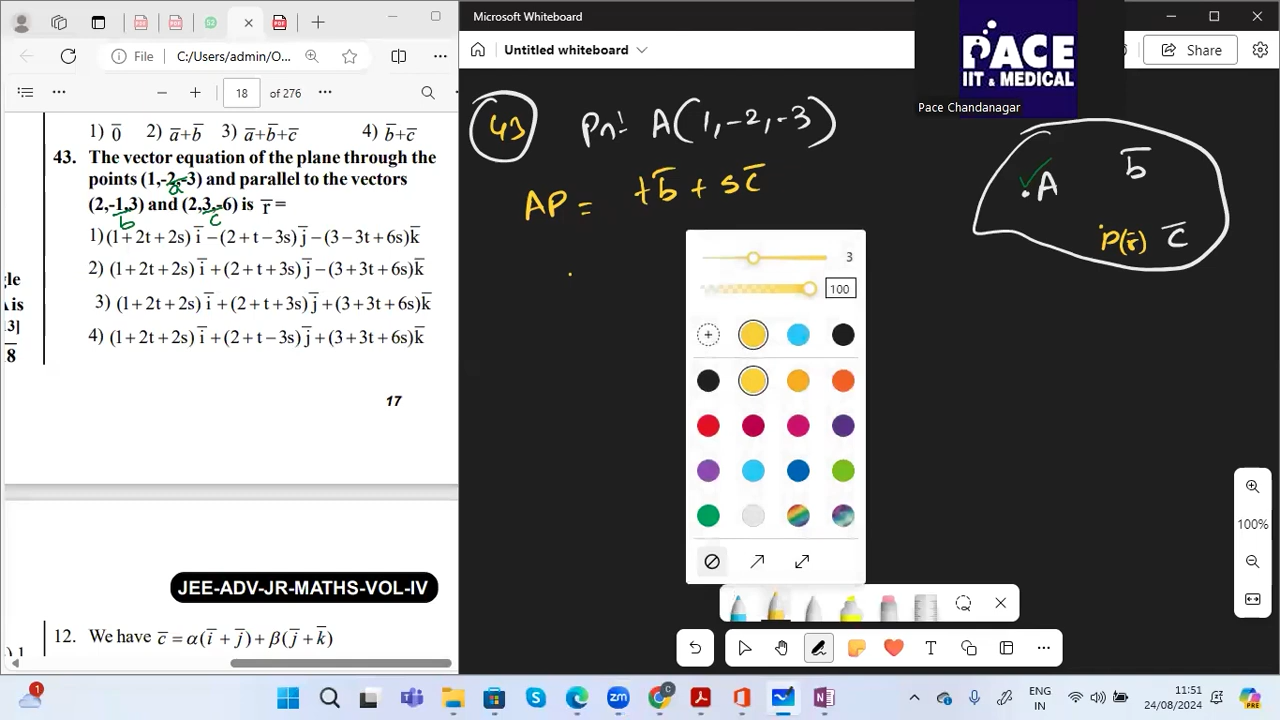 Microsoft Whiteboard
File C:/Users/admin/O...
Untitled whiteboard
Share
PACE
IIT & MEDICAL
Pace Chandanagar
18 of 276
1) 0̅ 2) a̅+b̅ 3) a̅+b̅+c̅ 4) b̅+c̅
43. The vector equation of the plane through the
points (1,-2,-3) and parallel to the vectors
(2,-1,3) and (2,3,-6) is r̅ =
a̅
b̅ c̅
1)(1+2t+2s) i̅ −(2+t−3s) j̅ −(3−3t+6s)k̅
2) (1+2t+2s) i̅ +(2+t+3s) j̅ −(3+3t+6s)k̅
3) (1+2t+2s) i̅ +(2+t+3s) j̅ +(3+3t+6s)k̅
4) (1+2t+2s) i̅ +(2+t−3s) j̅ +(3+3t+6s)k̅
gle
A is
13]
8
17
JEE-ADV-JR-MATHS-VOL-IV
12. We have c̅ = α(i̅ + j̅)+β(j̅ + k̅)
43 Pn: A(1,-2,-3)
AP = tb̅ + sc̅
A b̅
P(r̅) c̅
3
100
100%
1
ENG
IN
11:51
24/08/2024